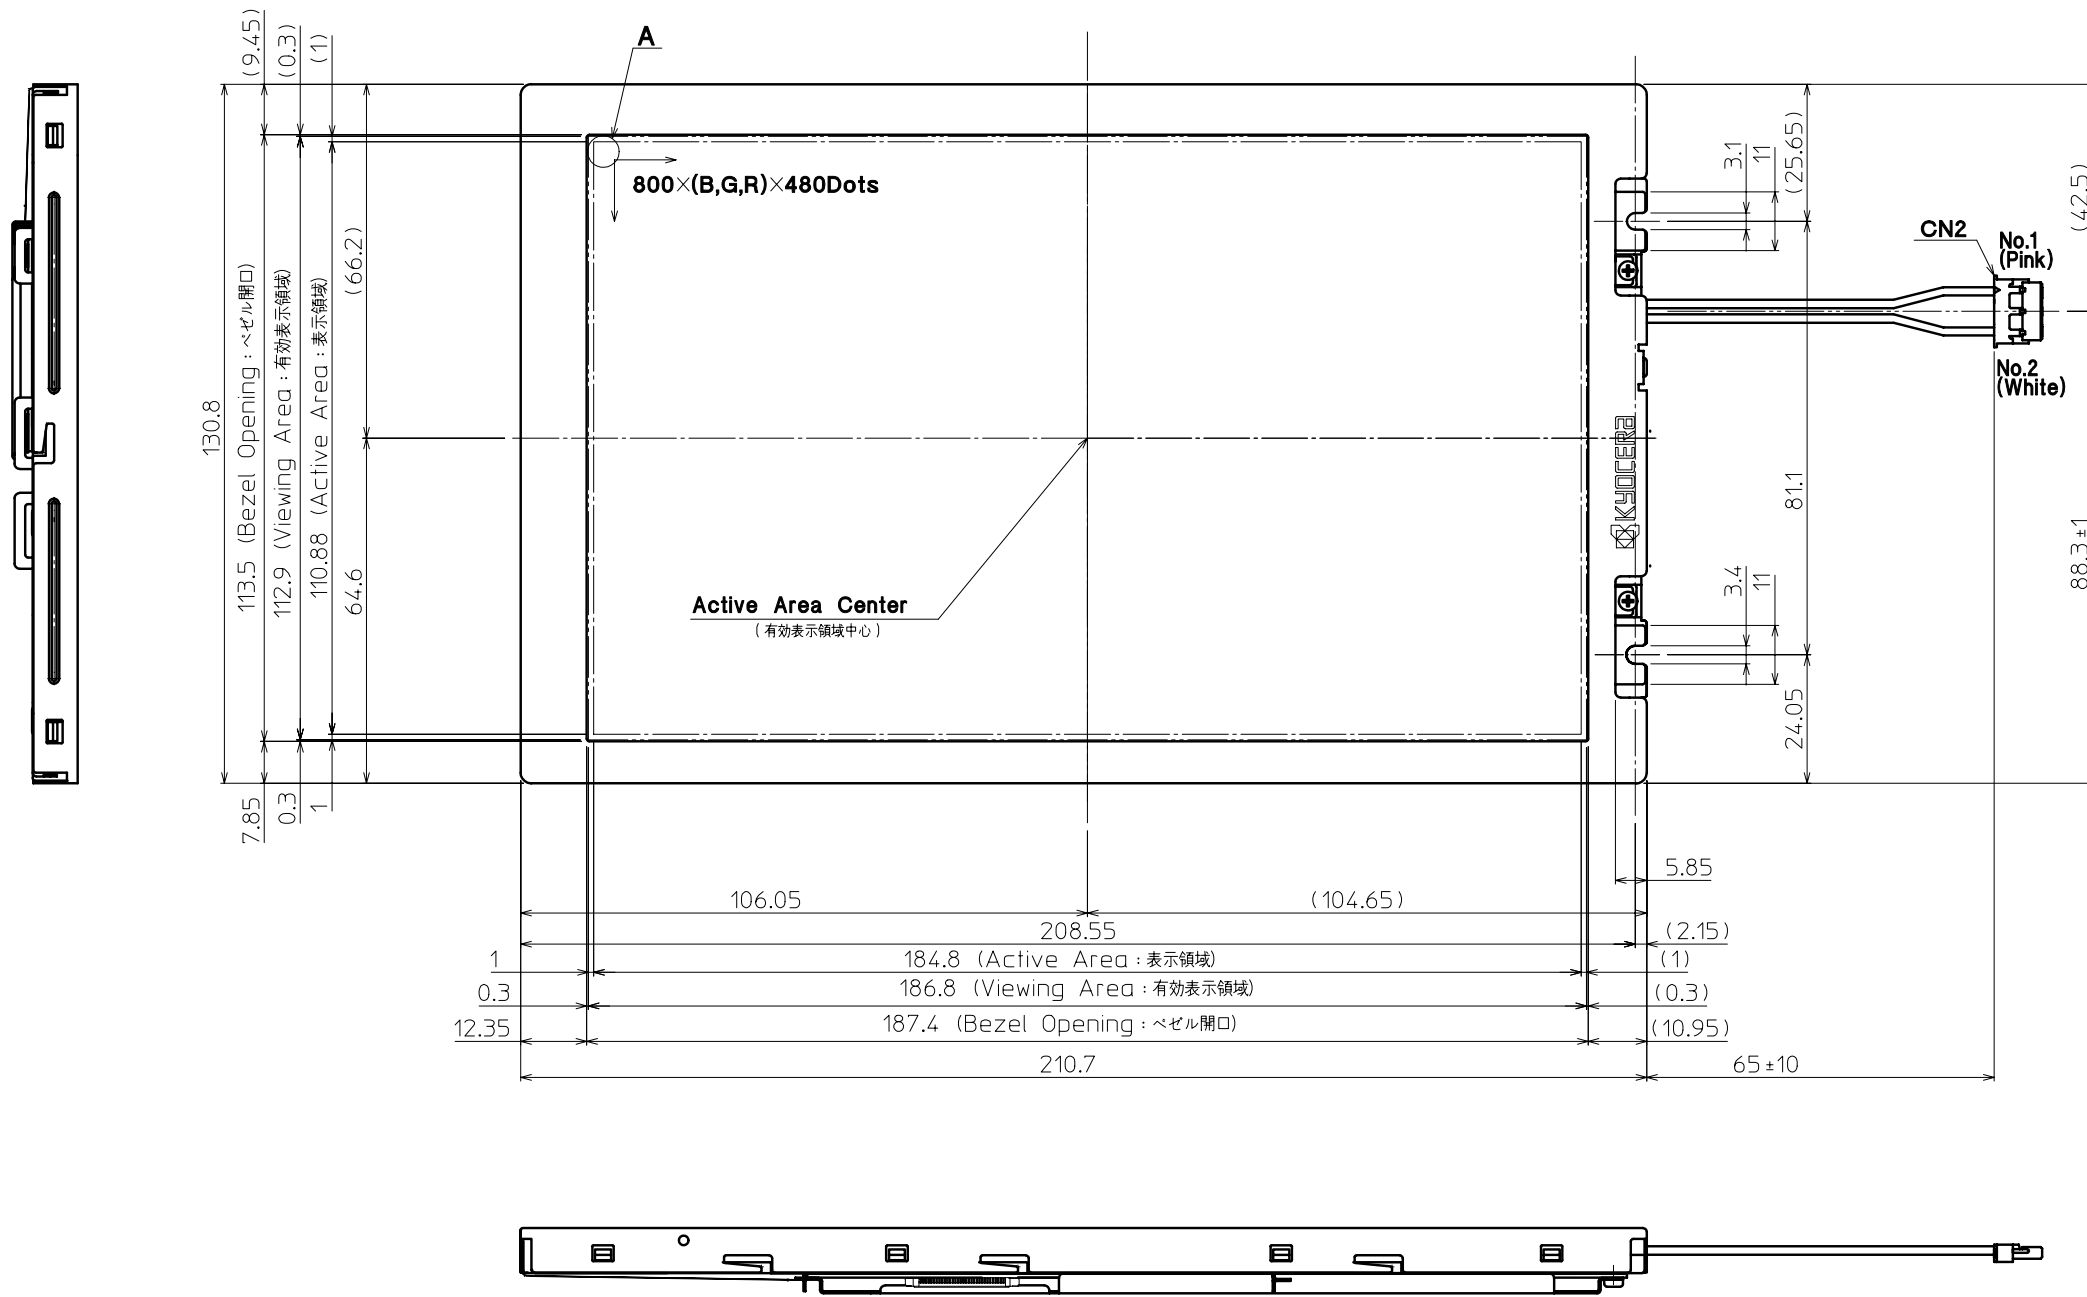 A
800×(B,G,R)×480Dots
(9.45)
(0.3)
(1)
130.8
113.5 (Bezel Opening : ベゼル開口)
112.9 (Viewing Area : 有効表示領域)
110.88 (Active Area : 表示領域)
(66.2)
64.6
7.85
0.3
1
Active Area Center
(有効表示領域中心)
KYOCERA
3.1
11
(25.65)
(42.5)
CN2
No.1
(Pink)
No.2
(White)
81.1
88.3±1
3.4
11
24.05
5.85
106.05
(104.65)
208.55
(2.15)
1
184.8 (Active Area : 表示領域)
(1)
0.3
186.8 (Viewing Area : 有効表示領域)
(0.3)
12.35
187.4 (Bezel Opening : ベゼル開口)
(10.95)
210.7
65±10